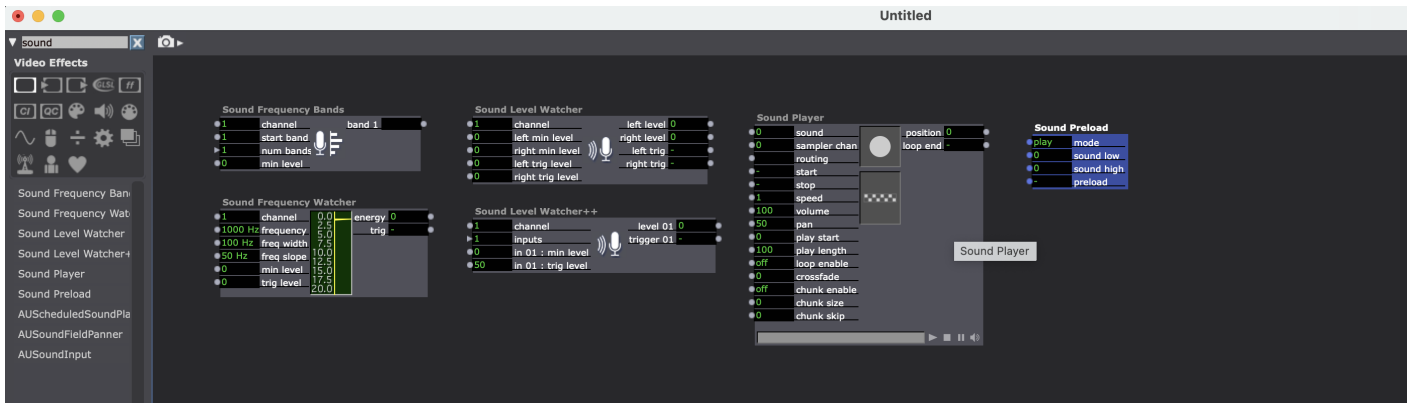 Untitled
sound
X
Video Effects
GLSL
ff
CI
QC
Sound Frequency Ban
Sound Frequency Wat
Sound Level Watcher
Sound Level Watcher+
Sound Player
Sound Preload
AUScheduledSoundPla
AUSoundFieldPanner
AUSoundInput
Sound Frequency Bands
1 channel band 1
1 start band
1 num bands
0 min level
Sound Frequency Watcher
1 channel 0.0 energy 0
1000 Hz frequency 2.5 trig -
100 Hz freq width 5.0
50 Hz freq slope 7.5
0 min level 10.0
0 trig level 12.5
15.0
17.5
20.0
Sound Level Watcher
1 channel left level 0
0 left min level right level 0
0 right min level left trig -
0 left trig level right trig -
0 right trig level
Sound Level Watcher++
1 channel level 01 0
1 inputs trigger 01 -
0 in 01 : min level
50 in 01 : trig level
Sound Player
0 sound position 0
0 sampler chan loop end -
routing
- start
- stop
1 speed
100 volume
50 pan
0 play start
100 play length
off loop enable
0 crossfade
off chunk enable
0 chunk size
0 chunk skip
Sound Player
Sound Preload
play mode
0 sound low
0 sound high
- preload